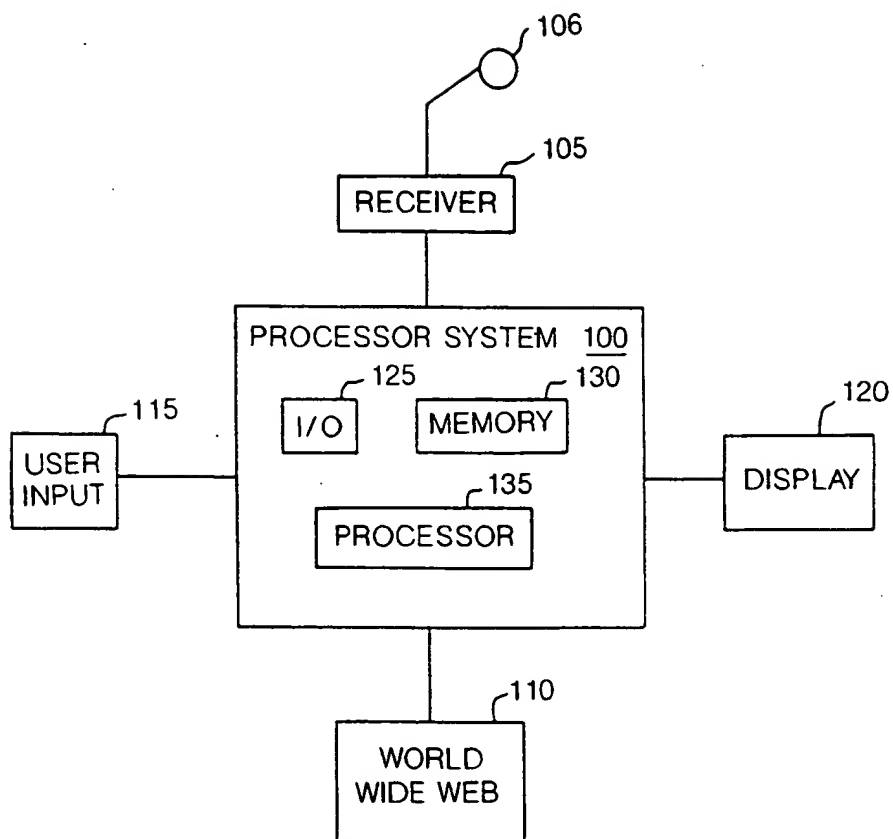 106
105
RECEIVER
PROCESSOR SYSTEM 100
125
130
I/O
MEMORY
135
PROCESSOR
115
USER
INPUT
120
DISPLAY
110
WORLD
WIDE WEB